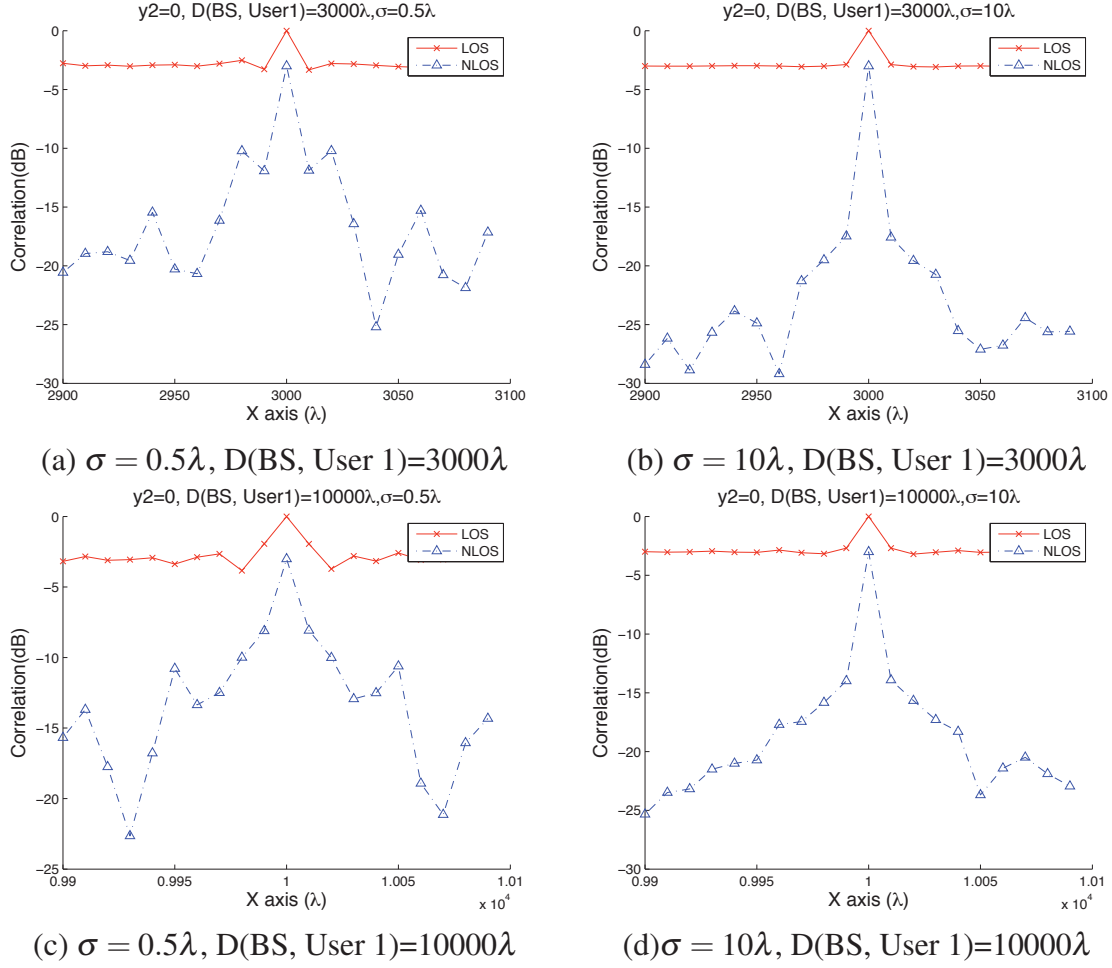 y2=0, D(BS, User1)=3000λ,σ=0.5λ
0
−5
−10
−15
−20
−25
−30
Correlation(dB)
LOS
NLOS
2900 2950 3000 3050 3100
X axis (λ)
(a) σ = 0.5λ, D(BS, User 1)=3000λ
y2=0, D(BS, User1)=3000λ,σ=10λ
0
−5
−10
−15
−20
−25
−30
Correlation(dB)
LOS
NLOS
2900 2950 3000 3050 3100
X axis (λ)
(b) σ = 10λ, D(BS, User 1)=3000λ
y2=0, D(BS, User1)=10000λ,σ=0.5λ
0
−5
−10
−15
−20
−25
Correlation(dB)
LOS
NLOS
0.99 0.995 1 1.005 1.01
X axis (λ)
x 10⁴
(c) σ = 0.5λ, D(BS, User 1)=10000λ
y2=0, D(BS, User1)=10000λ,σ=10λ
0
−5
−10
−15
−20
−25
−30
Correlation(dB)
LOS
NLOS
0.99 0.995 1 1.005 1.01
X axis (λ)
x 10⁴
(d)σ = 10λ, D(BS, User 1)=10000λ